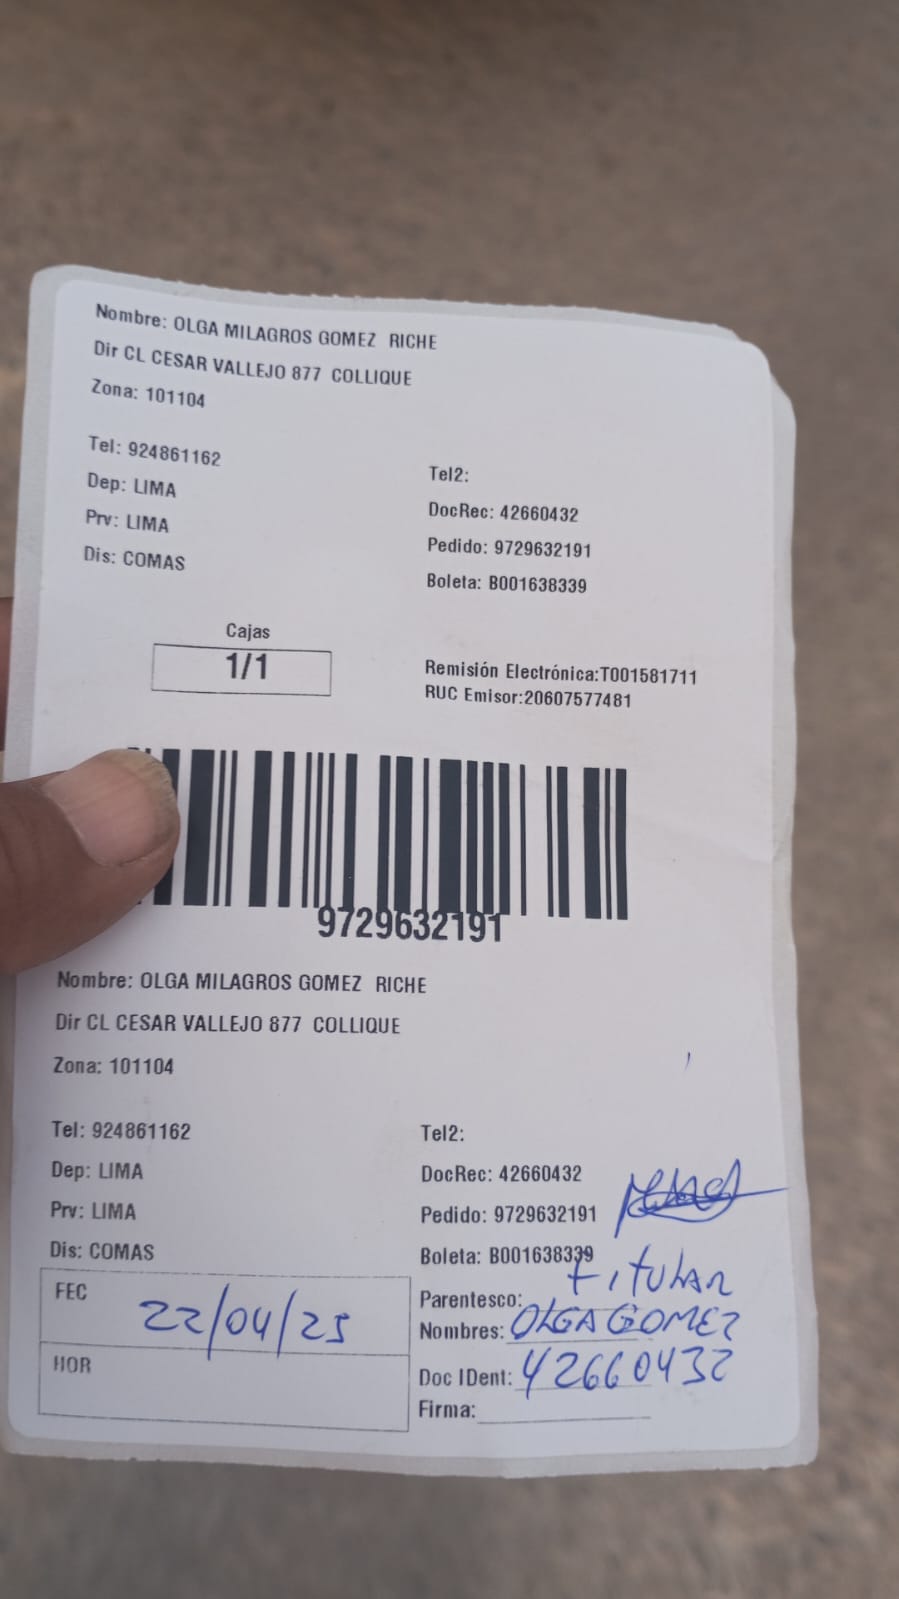 Nombre: OLGA MILAGROS GOMEZ RICHE
Dir CL CESAR VALLEJO 877 COLLIQUE
Zona: 101104
Tel: 924861162
Tel2:
Dep: LIMA
DocRec: 42660432
Prv: LIMA
Pedido: 9729632191
Dis: COMAS
Boleta: B001638339
Cajas
1/1
Remisión Electrónica:T001581711
RUC Emisor:20607577481
9729632191
Nombre: OLGA MILAGROS GOMEZ RICHE
Dir CL CESAR VALLEJO 877 COLLIQUE
Zona: 101104
Tel: 924861162
Tel2:
Dep: LIMA
DocRec: 42660432
Prv: LIMA
Pedido: 9729632191
Dis: COMAS
Boleta: B001638339
FEC 22/04/25
Parentesco: TITULAR
Nombres: OLGA GOMEZ
HOR
Doc IDent: 42660432
Firma: